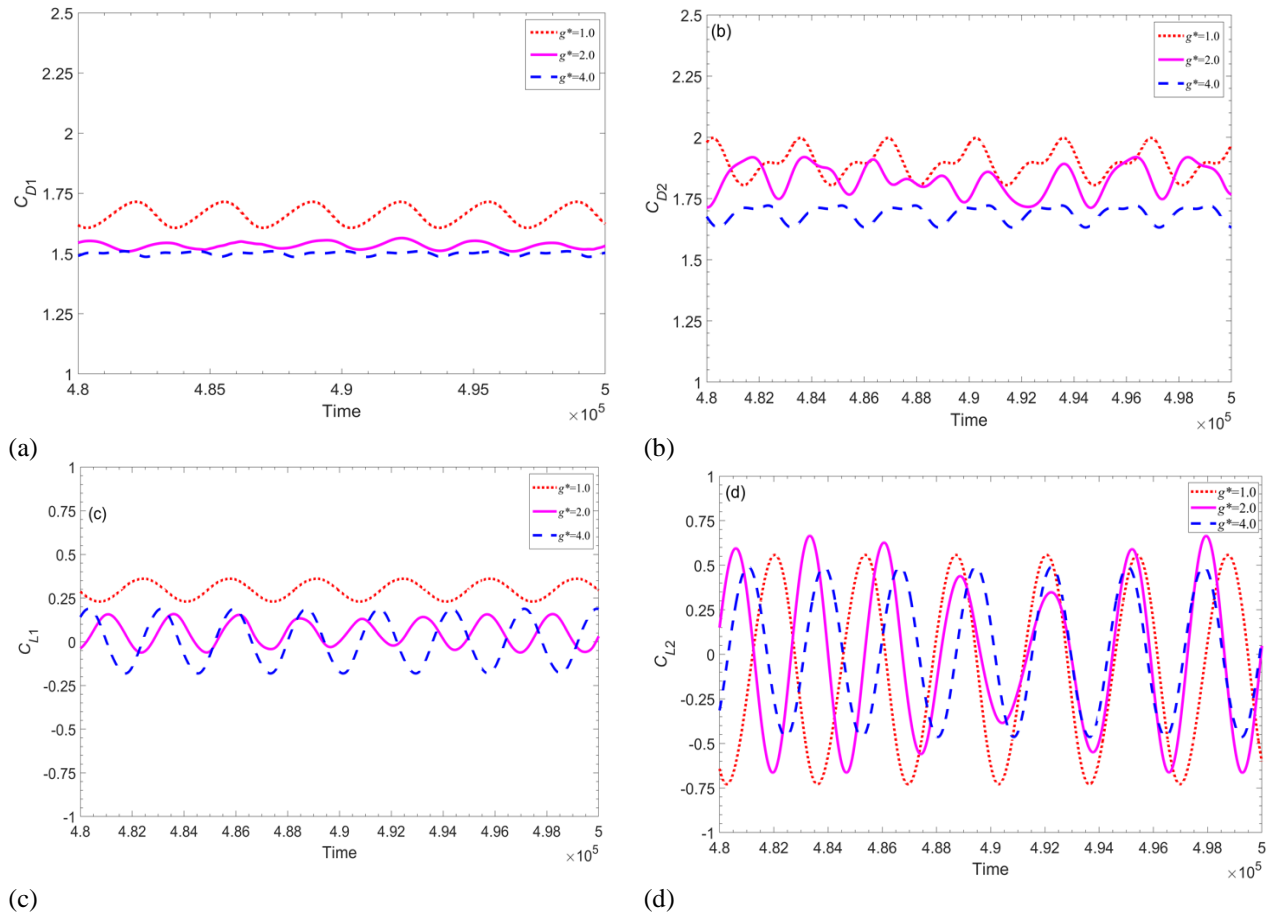 2.5
2.25
2
1.75
1.5
1.25
1
C_D1
4.8
4.85
4.9
4.95
5
Time
×10^5
g*=1.0
g*=2.0
g*=4.0
(a)
(b)
2.5
2.25
2
1.75
1.5
1.25
1
C_D2
4.8
4.82
4.84
4.86
4.88
4.9
4.92
4.94
4.96
4.98
5
Time
×10^5
g*=1.0
g*=2.0
g*=4.0
(b)
(c)
1
0.75
0.5
0.25
0
-0.25
-0.5
-0.75
-1
C_L1
4.8
4.82
4.84
4.86
4.88
4.9
4.92
4.94
4.96
4.98
5
Time
×10^5
g*=1.0
g*=2.0
g*=4.0
(c)
(d)
1
0.75
0.5
0.25
0
-0.25
-0.5
-0.75
-1
C_L2
4.8
4.82
4.84
4.86
4.88
4.9
4.92
4.94
4.96
4.98
5
Time
×10^5
g*=1.0
g*=2.0
g*=4.0
(d)